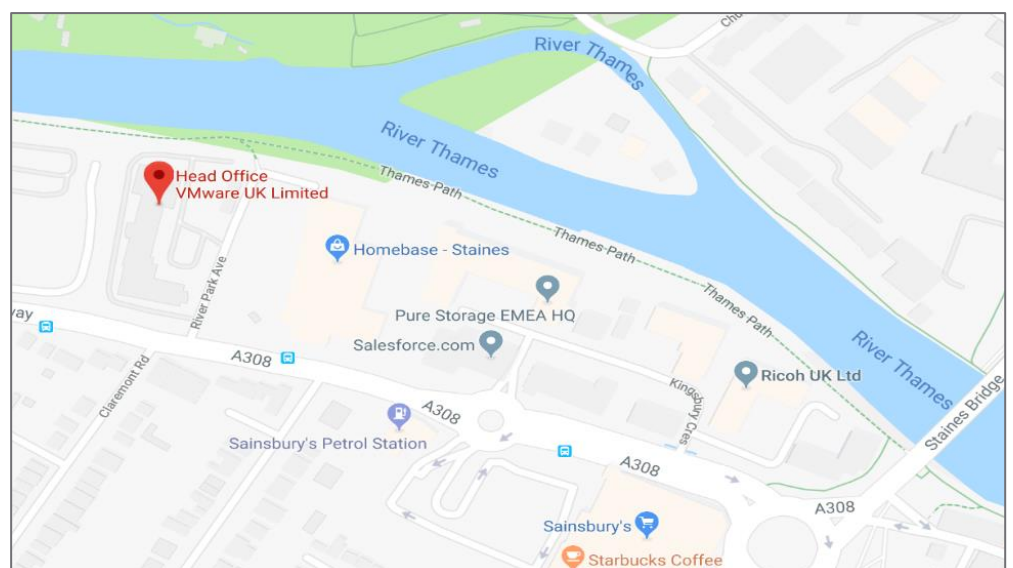 Chu
River Thames
River Thames
Head Office
VMware UK Limited
Thames Path
Homebase - Staines
Thames Path
River Park Ave
Pure Storage EMEA HQ
Thames Path
way
Salesforce.com
A308
Claremont Rd
Ricoh UK Ltd
River Thames
Kingsbury Cres
A308
Sainsbury's Petrol Station
Staines Bridge
A308
A308
Sainsbury's
Starbucks Coffee